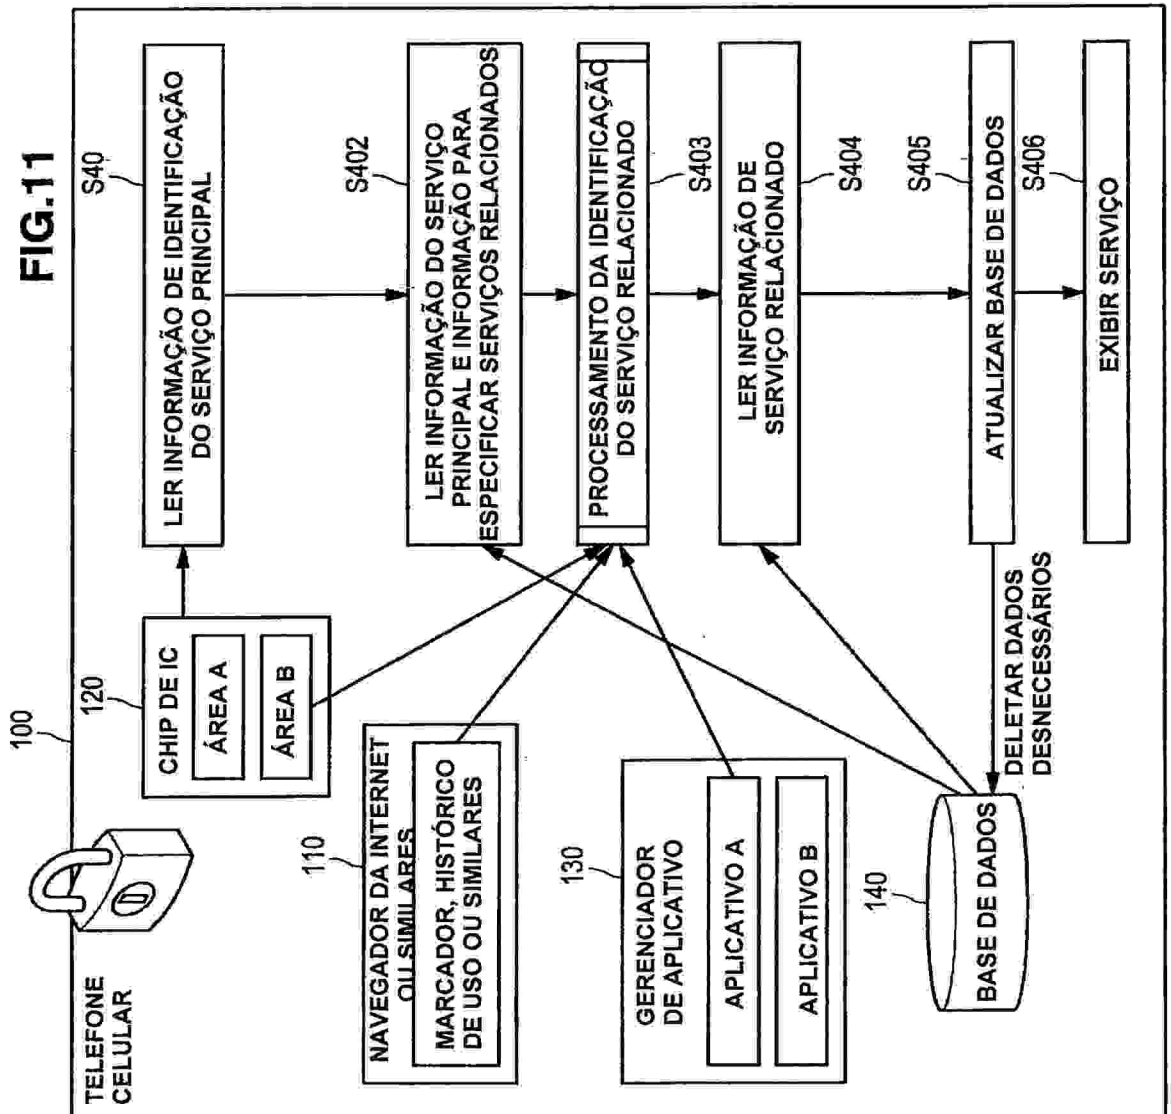 FIG.11
TELEFONE
CELULAR
100
120
CHIP DE IC
ÁREA A
ÁREA B
110
NAVEGADOR DA INTERNET
OU SIMILARES
MARCADOR, HISTÓRICO
DE USO OU SIMILARES
130
GERENCIADOR
DE APLICATIVO
APLICATIVO A
APLICATIVO B
140
BASE DE DADOS
S40
LER INFORMAÇÃO DE IDENTIFICAÇÃO
DO SERVIÇO PRINCIPAL
S402
LER INFORMAÇÃO DO SERVIÇO
PRINCIPAL E INFORMAÇÃO PARA
ESPECIFICAR SERVIÇOS RELACIONADOS
PROCESSAMENTO DA IDENTIFICAÇÃO
DO SERVIÇO RELACIONADO
S403
LER INFORMAÇÃO DE
SERVIÇO RELACIONADO
S404
S405
ATUALIZAR BASE DE DADOS
DELETAR DADOS
DESNECESSÁRIOS
S406
EXIBIR SERVIÇO